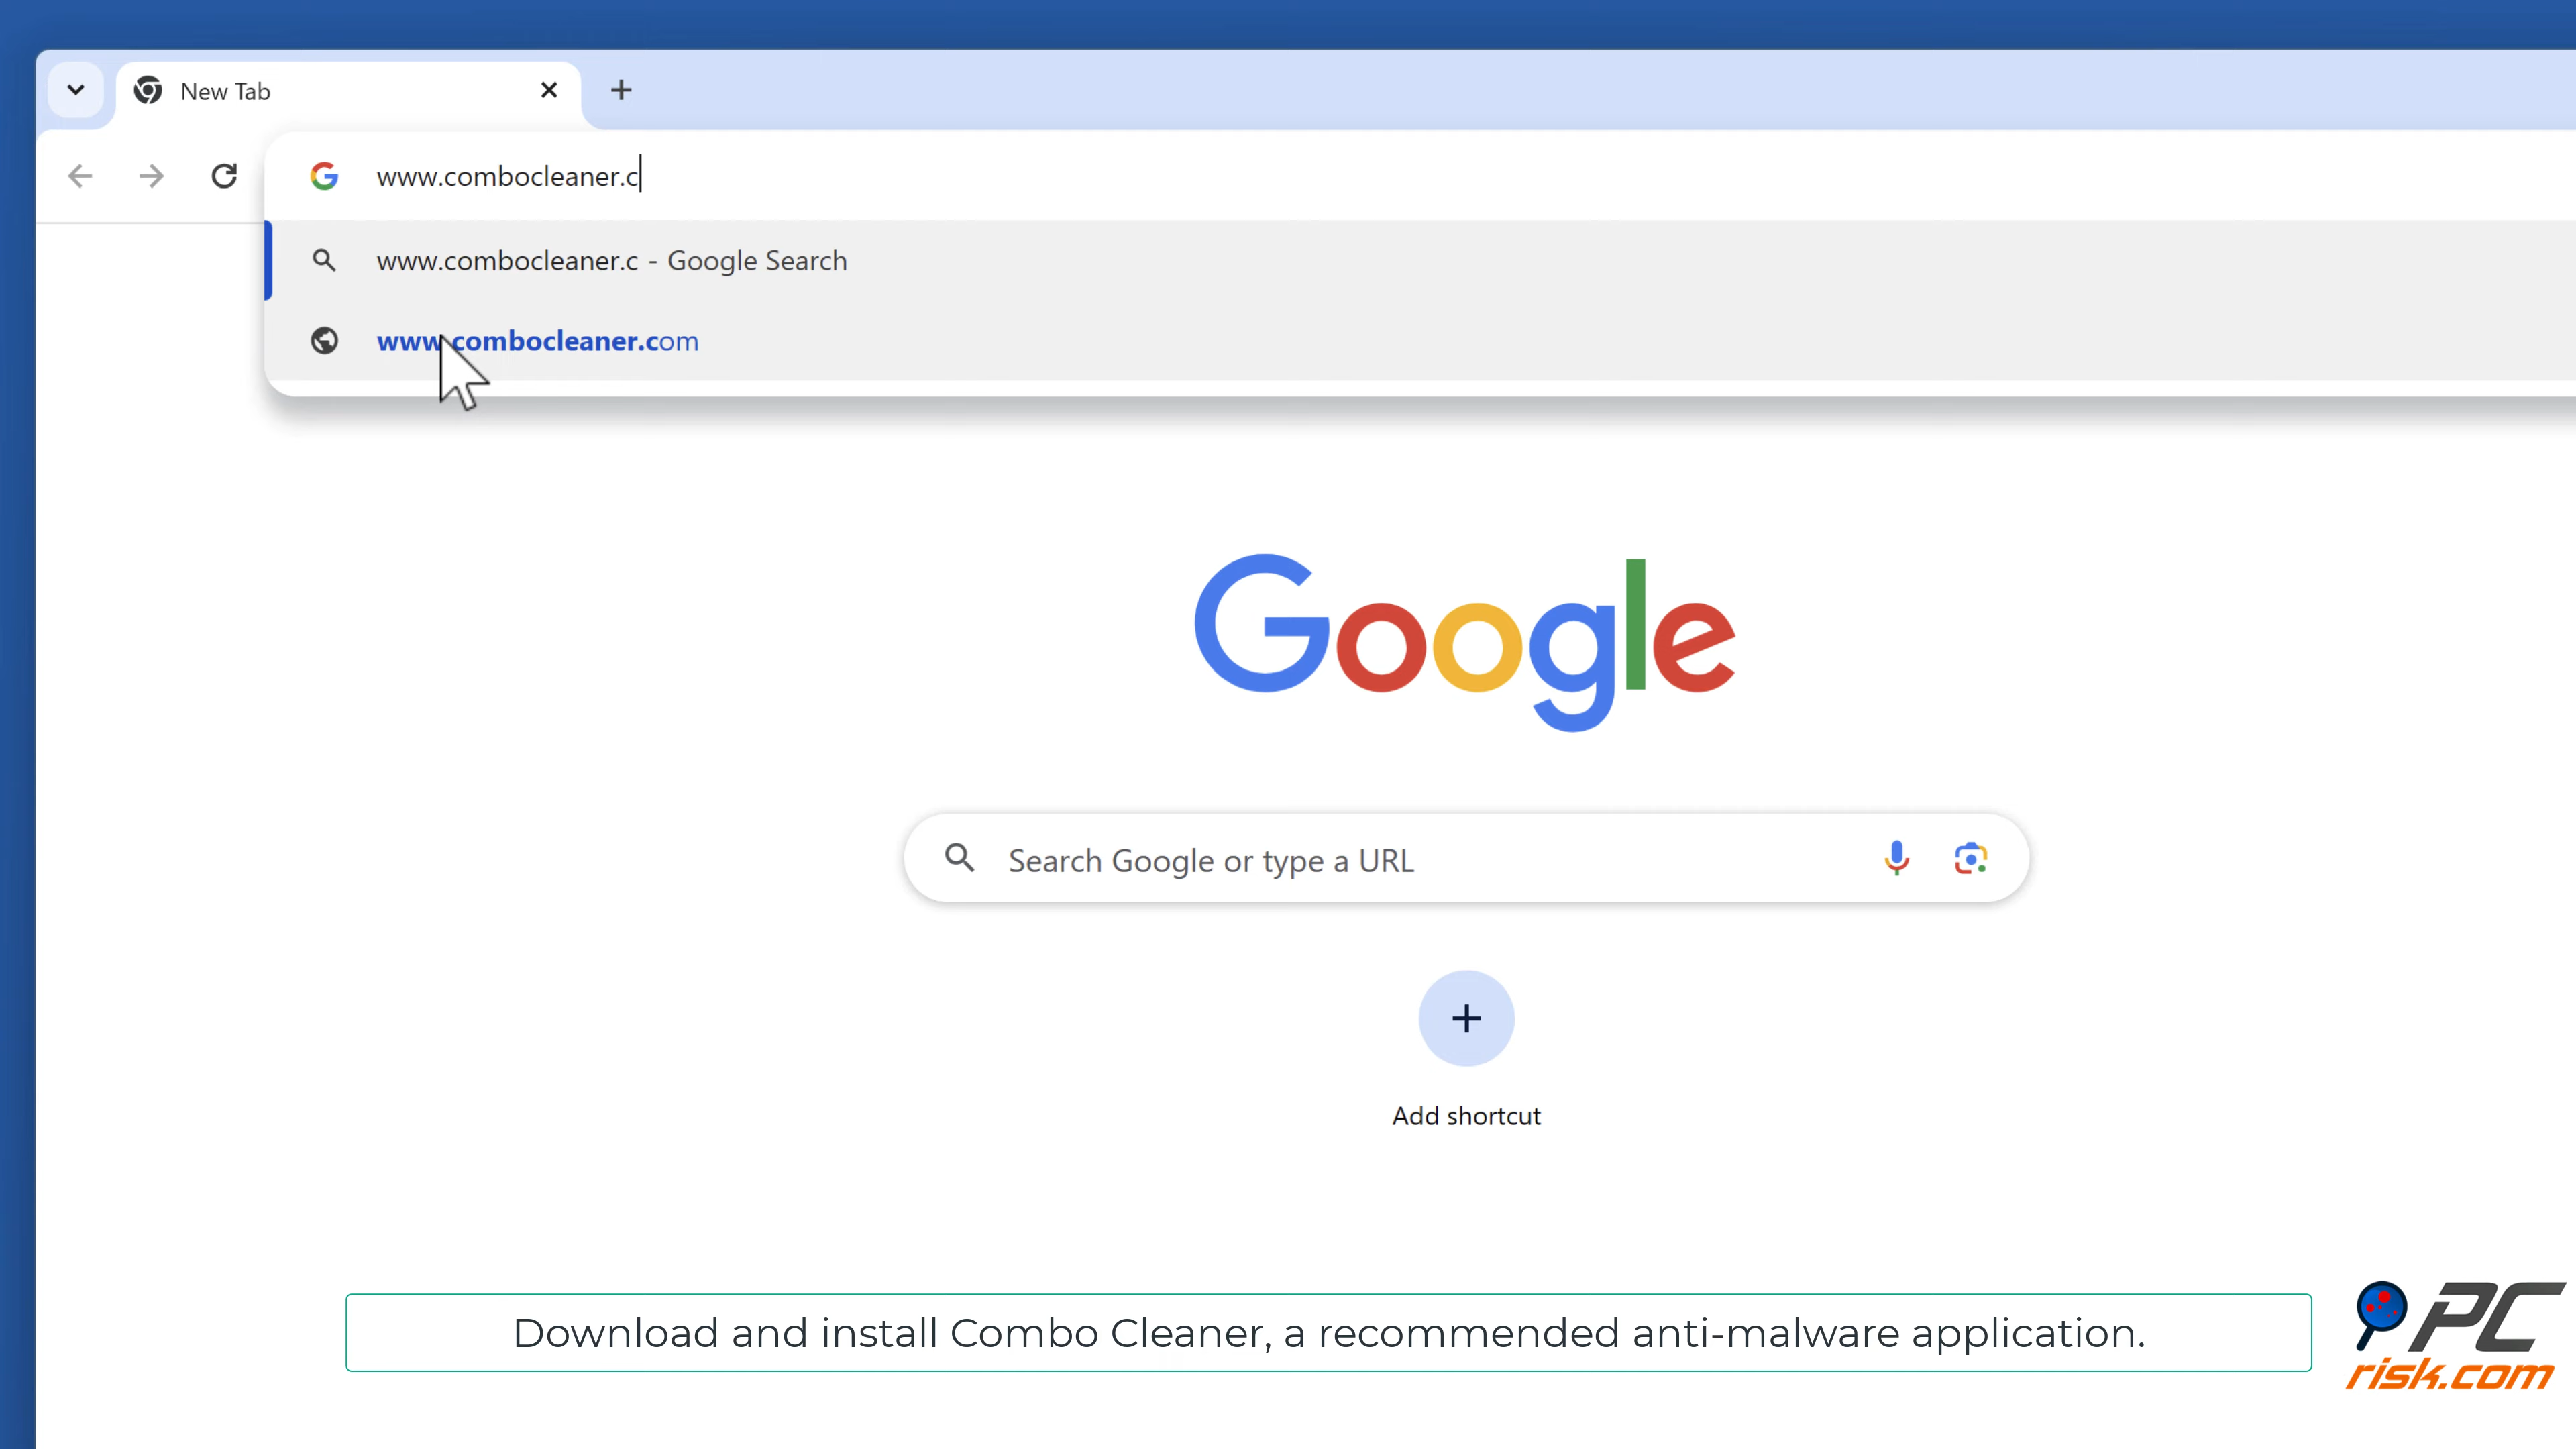 New Tab
www.combocleaner.c
www.combocleaner.c - Google Search
www.combocleaner.com
Google
Search Google or type a URL
Add shortcut
Download and install Combo Cleaner, a recommended anti-malware application.
PC
risk.com